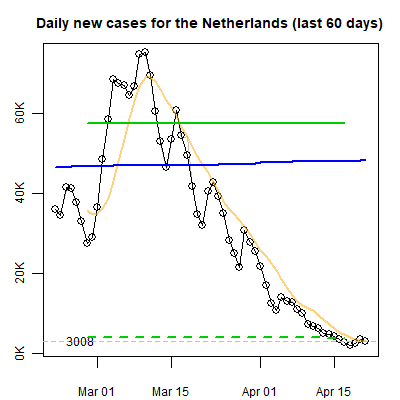 Daily new cases for the Netherlands (last 60 days)
60K
40K
20K
0K
3008
Mar 01 Mar 15 Apr 01 Apr 15